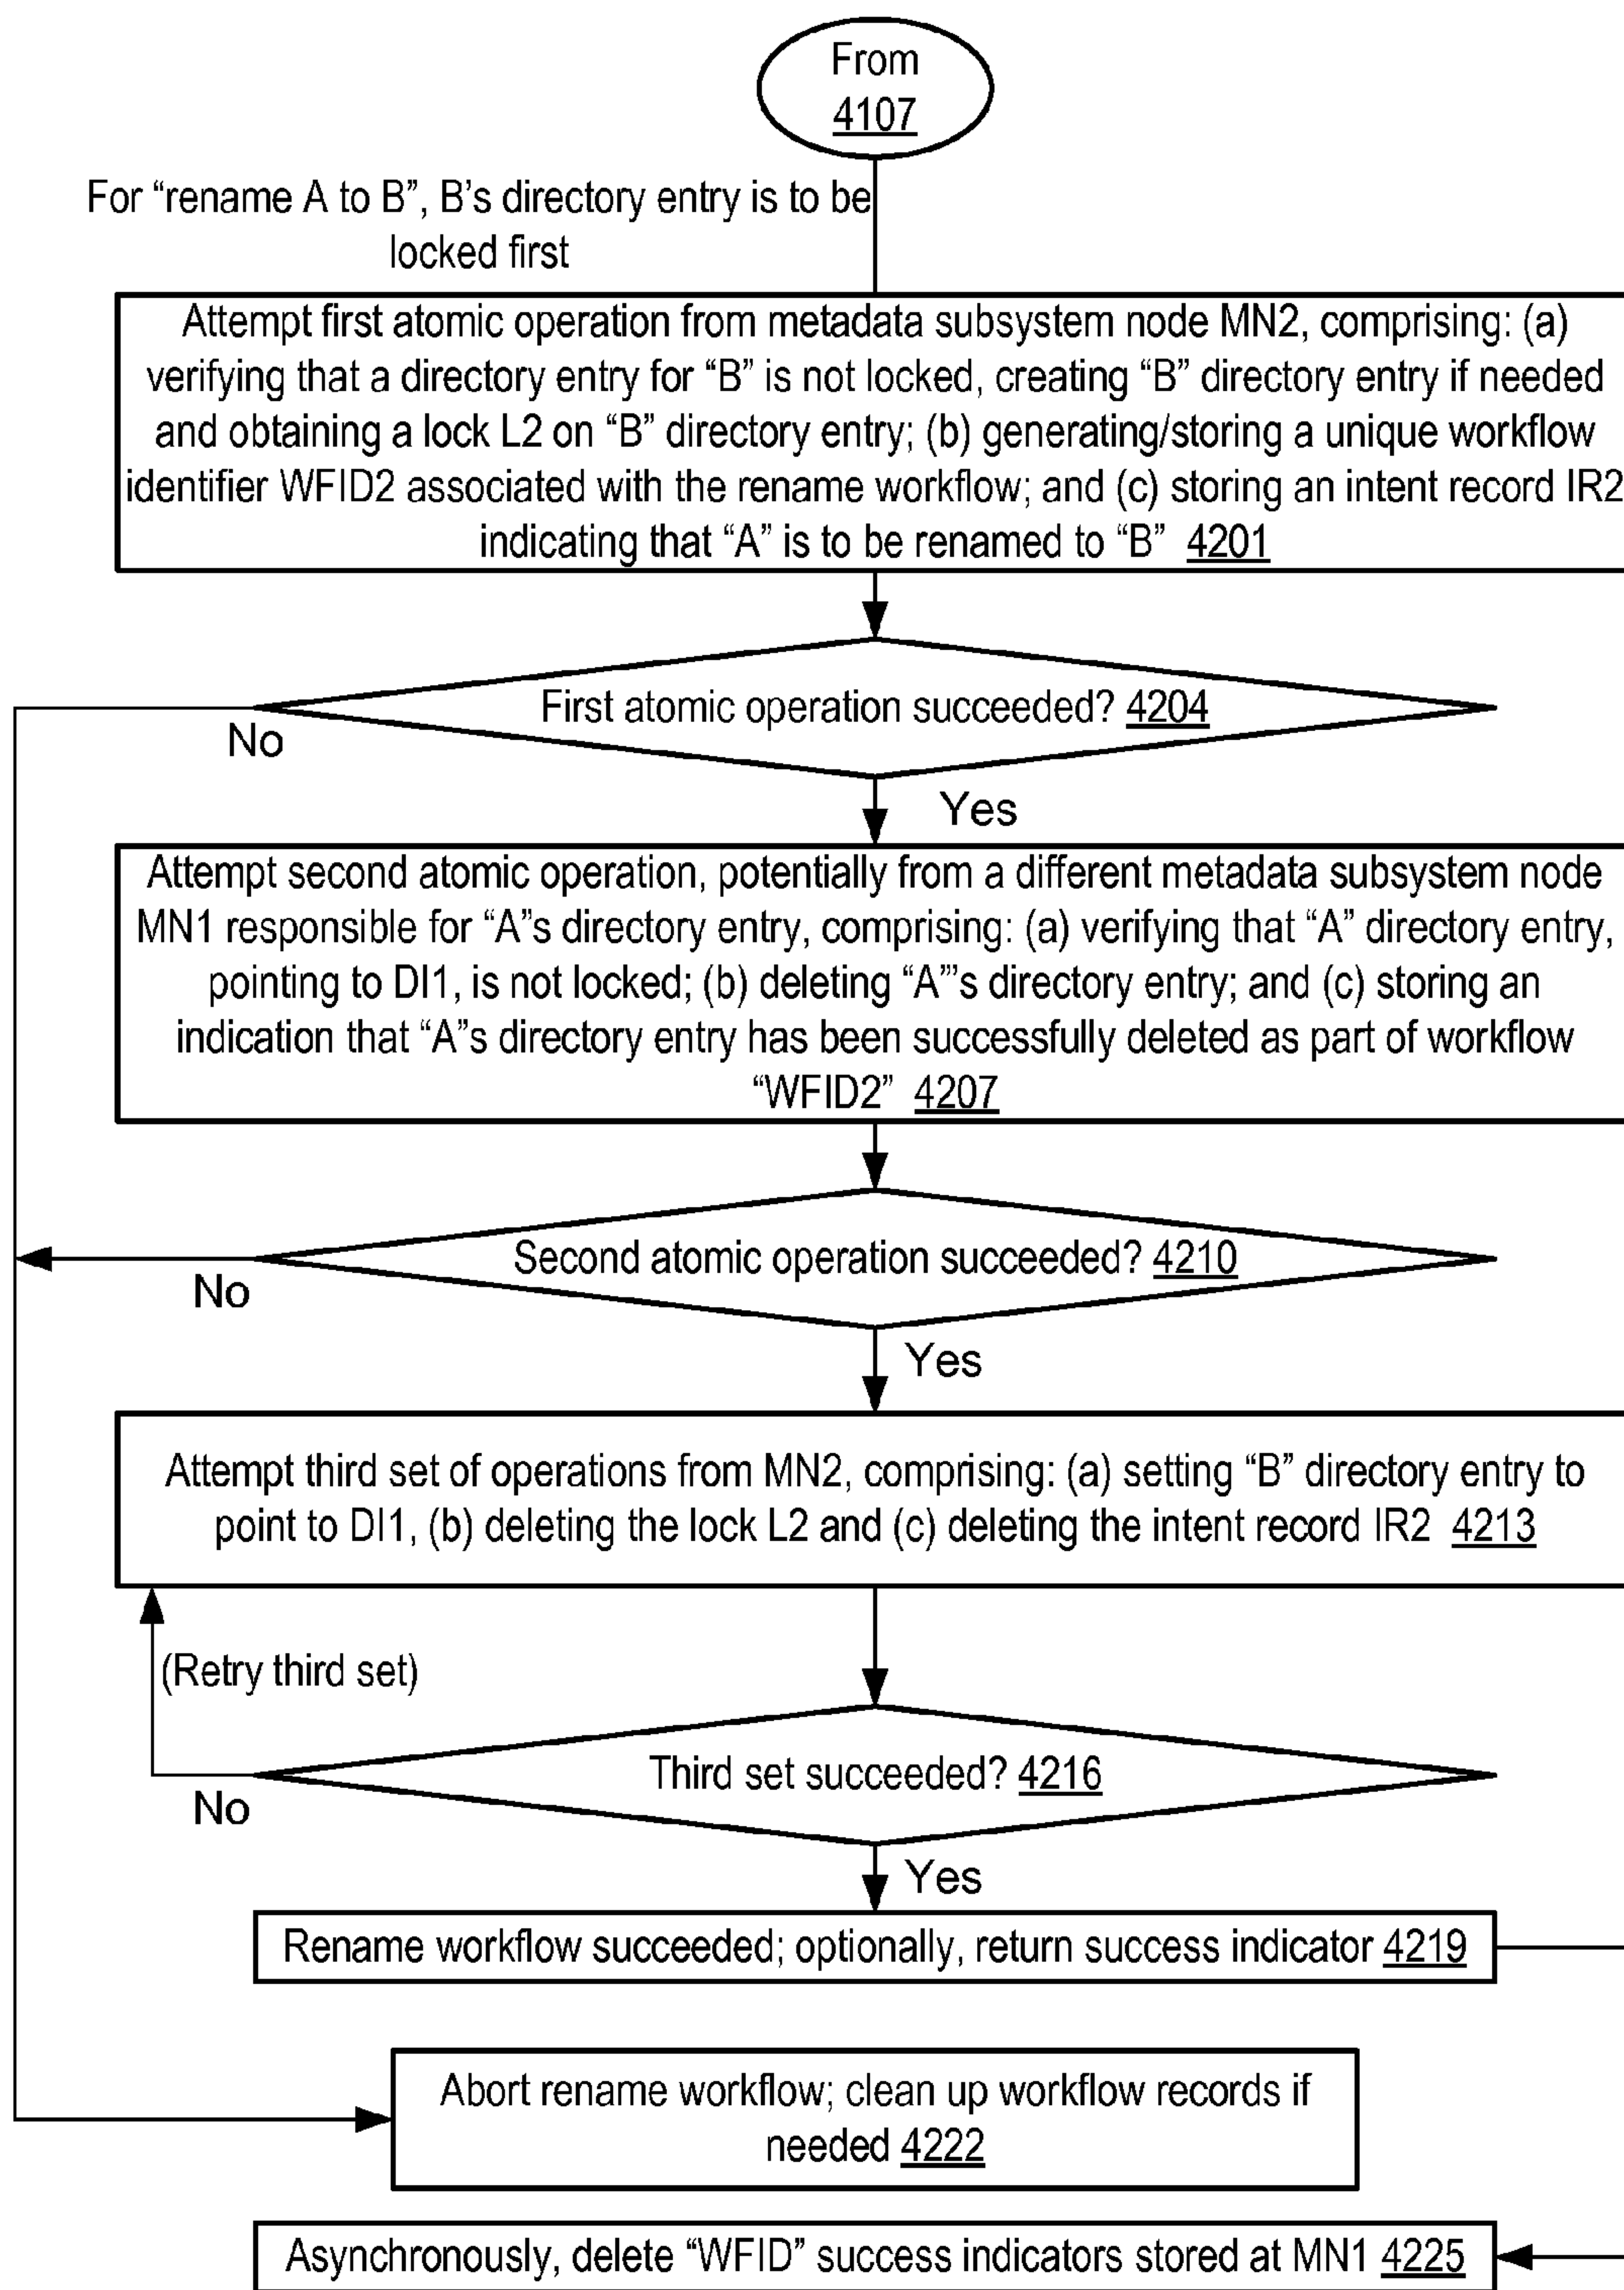 From
4107
For “rename A to B”, B’s directory entry is to be
locked first
Attempt first atomic operation from metadata subsystem node MN2, comprising: (a)
verifying that a directory entry for “B” is not locked, creating “B” directory entry if needed
and obtaining a lock L2 on “B” directory entry; (b) generating/storing a unique workflow
identifier WFID2 associated with the rename workflow; and (c) storing an intent record IR2
indicating that “A” is to be renamed to “B” 4201
First atomic operation succeeded? 4204
No
Yes
Attempt second atomic operation, potentially from a different metadata subsystem node
MN1 responsible for “A”s directory entry, comprising: (a) verifying that “A” directory entry,
pointing to DI1, is not locked; (b) deleting “A”’s directory entry; and (c) storing an
indication that “A”s directory entry has been successfully deleted as part of workflow
“WFID2” 4207
Second atomic operation succeeded? 4210
No
Yes
Attempt third set of operations from MN2, comprising: (a) setting “B” directory entry to
point to DI1, (b) deleting the lock L2 and (c) deleting the intent record IR2 4213
(Retry third set)
Third set succeeded? 4216
No
Yes
Rename workflow succeeded; optionally, return success indicator 4219
Abort rename workflow; clean up workflow records if
needed 4222
Asynchronously, delete “WFID” success indicators stored at MN1 4225